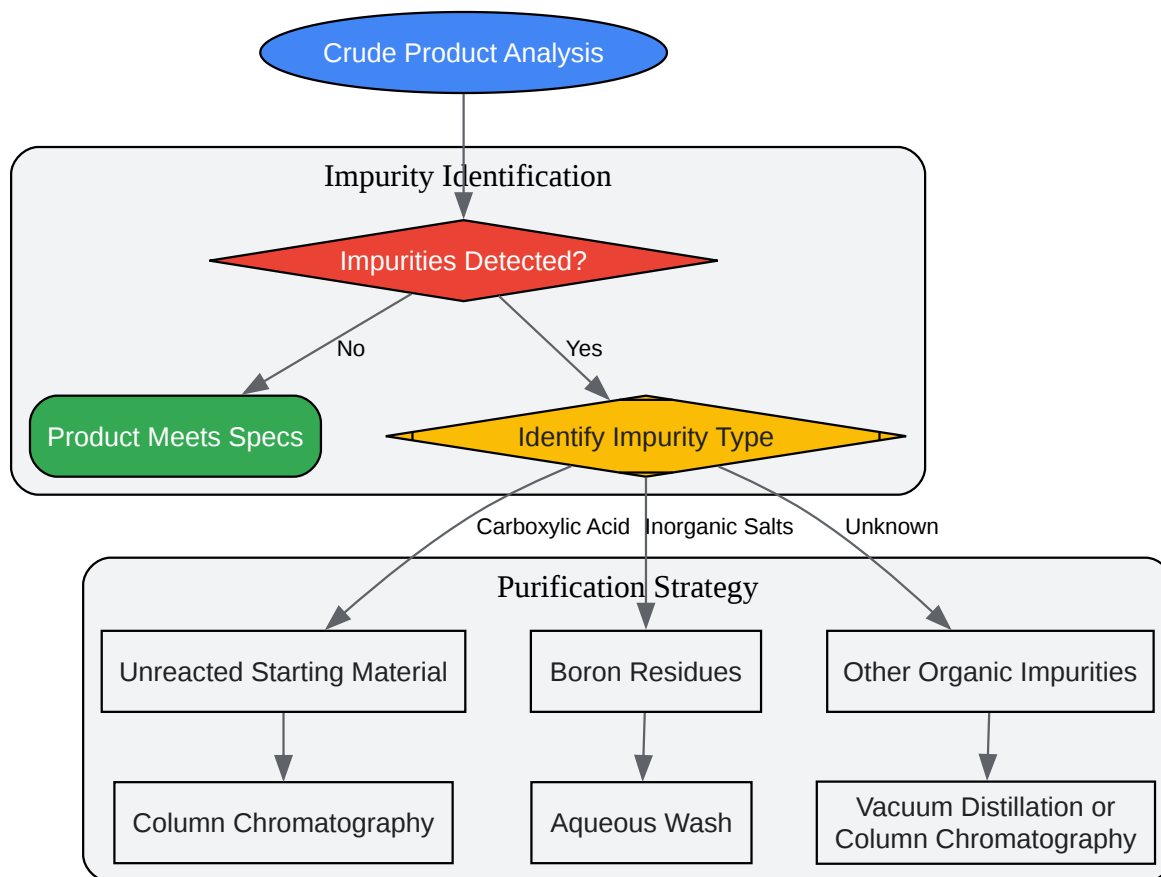 Crude Product Analysis
Impurity Identification
Impurities Detected?
No
Yes
Product Meets Specs
Identify Impurity Type
Carboxylic Acid
Inorganic Salts
Unknown
Purification Strategy
Unreacted Starting Material
Boron Residues
Other Organic Impurities
Column Chromatography
Aqueous Wash
Vacuum Distillation or
Column Chromatography